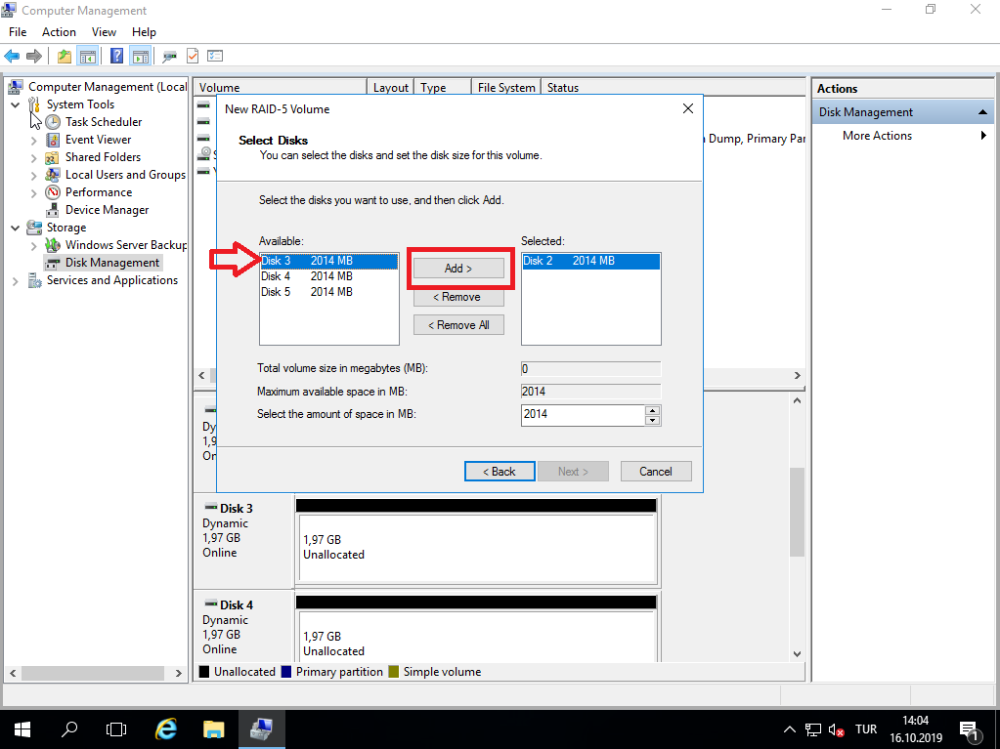 Computer Management
File Action View Help
Computer Management (Local
System Tools
Task Scheduler
Event Viewer
Shared Folders
Local Users and Groups
Performance
Device Manager
Storage
Windows Server Backup
Disk Management
Services and Applications
Volume Layout Type File System Status
Dump, Primary Par
New RAID-5 Volume
Select Disks
You can select the disks and set the disk size for this volume.
Select the disks you want to use, and then click Add.
Available:
Selected:
Disk 3 2014 MB
Disk 4 2014 MB
Disk 5 2014 MB
Add >
< Remove
< Remove All
Disk 2 2014 MB
Total volume size in megabytes (MB): 0
Maximum available space in MB: 2014
Select the amount of space in MB: 2014
< Back Next > Cancel
Dy
1,9
On
Disk 3
Dynamic
1,97 GB
Online
1,97 GB
Unallocated
Disk 4
Dynamic
1,97 GB
Online
1,97 GB
Unallocated
Unallocated Primary partition Simple volume
Actions
Disk Management
More Actions
TUR
14:04
16.10.2019
1